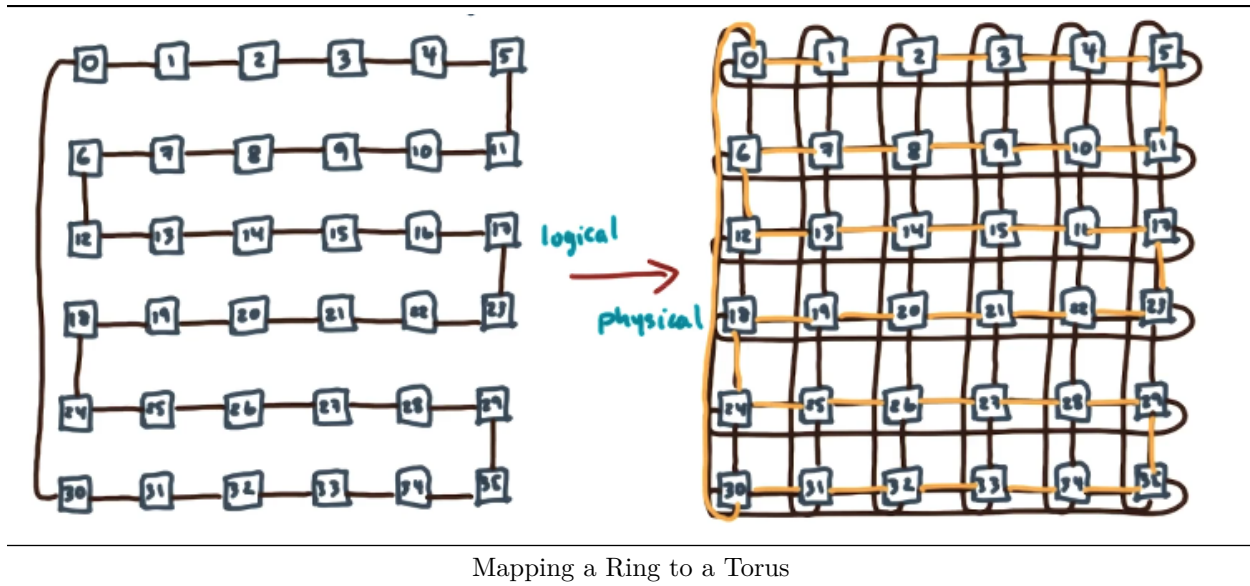 0 1 2 3 4 5
6 7 8 9 10 11
12 13 14 15 16 17
18 19 20 21 22 23
24 25 26 27 28 29
30 31 32 33 34 35
logical
physical
0 1 2 3 4 5
6 7 8 9 10 11
12 13 14 15 16 17
18 19 20 21 22 23
24 25 26 27 28 29
30 31 32 33 34 35
Mapping a Ring to a Torus